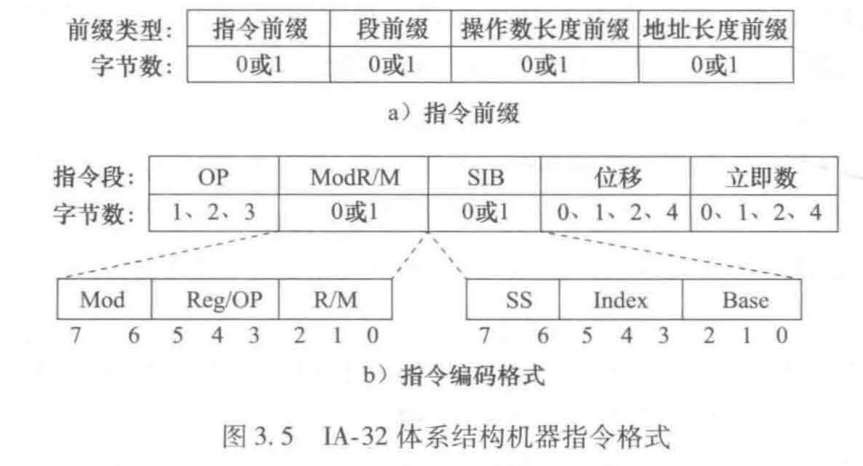 前缀类型: 指令前缀 段前缀 操作数长度前缀 地址长度前缀
字节数: 0或1 0或1 0或1 0或1
a）指令前缀
指令段: OP ModR/M SIB 位移 立即数
字节数: 1、2、3 0或1 0或1 0、1、2、4 0、1、2、4
Mod Reg/OP R/M SS Index Base
7 6 5 4 3 2 1 0 7 6 5 4 3 2 1 0
b）指令编码格式
图 3.5 IA-32 体系结构机器指令格式